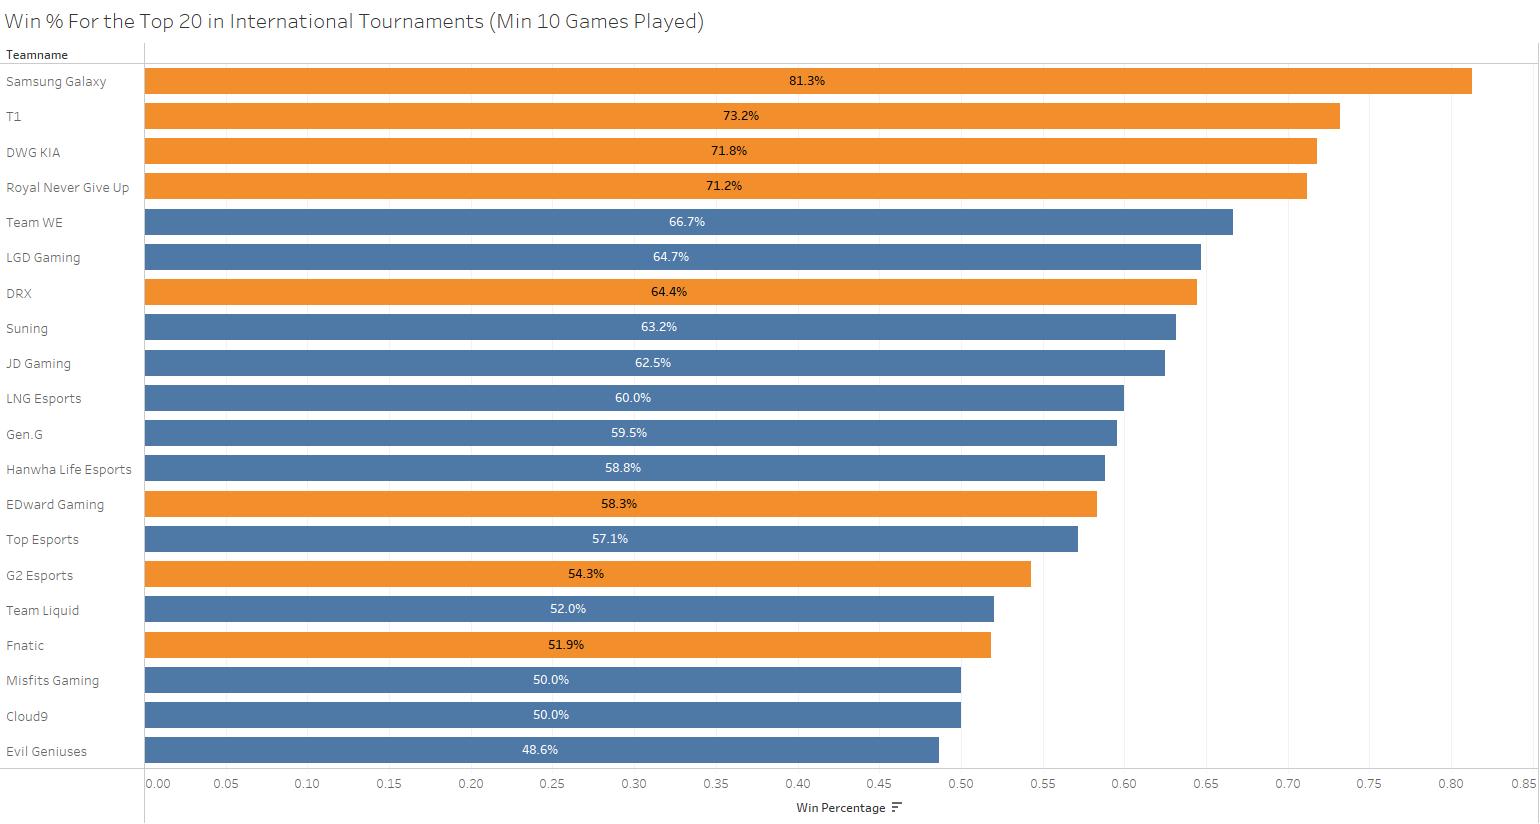 Win % For the Top 20 in International Tournaments (Min 10 Games Played)
Teamname
Samsung Galaxy 81.3%
T1 73.2%
DWG KIA 71.8%
Royal Never Give Up 71.2%
Team WE 66.7%
LGD Gaming 64.7%
DRX 64.4%
Suning 63.2%
JD Gaming 62.5%
LNG Esports 60.0%
Gen.G 59.5%
Hanwha Life Esports 58.8%
EDward Gaming 58.3%
Top Esports 57.1%
G2 Esports 54.3%
Team Liquid 52.0%
Fnatic 51.9%
Misfits Gaming 50.0%
Cloud9 50.0%
Evil Geniuses 48.6%
0.00 0.05 0.10 0.15 0.20 0.25 0.30 0.35 0.40 0.45 0.50 0.55 0.60 0.65 0.70 0.75 0.80 0.85
Win Percentage